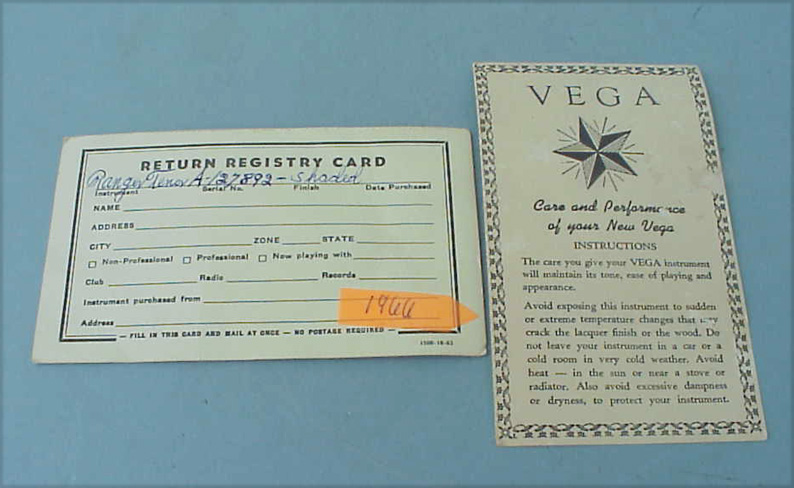 RETURN REGISTRY CARD
Ranger Tenor A-127892 - Shaded
Instrument Serial No. Finish Date Purchased
NAME
ADDRESS
CITY ZONE STATE
Non-Professional Professional Now playing with
Club Radio Records
Instrument purchased from
1966
Address
— FILL IN THIS CARD AND MAIL AT ONCE — NO POSTAGE REQUIRED —
VEGA
Care and Performance
of your New Vega
INSTRUCTIONS
The care you give your VEGA instrument
will maintain its tone, ease of playing and
appearance.
Avoid exposing this instrument to sudden
or extreme temperature changes that may
crack the lacquer finish or the wood. Do
not leave your instrument in a car or a
cold room in very cold weather. Avoid
heat — in the sun or near a stove or
radiator. Also avoid excessive dampness
or dryness, to protect your instrument.